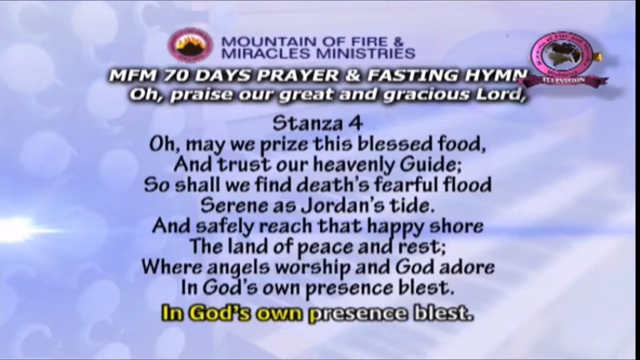 MOUNTAIN OF FIRE &
MIRACLES MINISTRIES
MFM 70 DAYS PRAYER & FASTING HYMN
Oh, praise our great and gracious Lord,
TELEVISION
Stanza 4
Oh, may we prize this blessed food,
And trust our heavenly Guide;
So shall we find death's fearful flood
Serene as Jordan's tide.
And safely reach that happy shore
The land of peace and rest;
Where angels worship and God adore
In God's own presence blest.
In God's own presence blest.